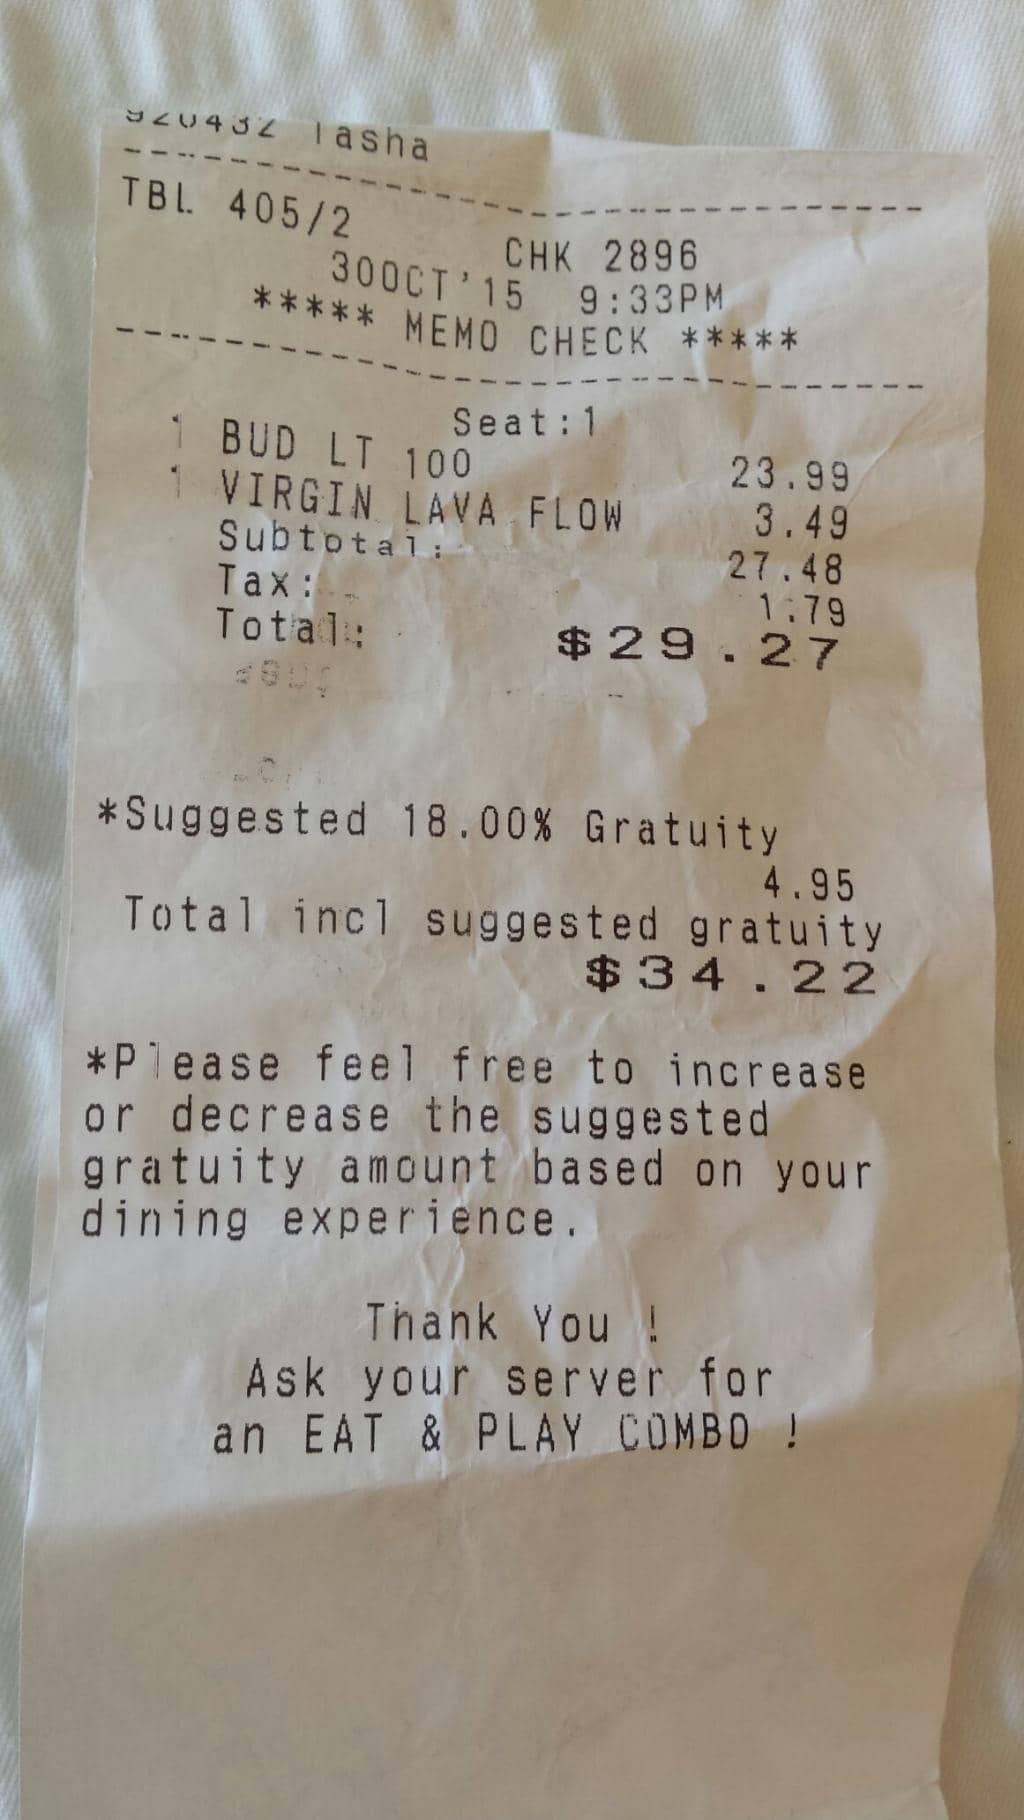 920432 Tasha
TBL 405/2 CHK 2896
30OCT'15 9:33PM
***** MEMO CHECK *****
Seat:1
1 BUD LT 100 23.99
1 VIRGIN LAVA FLOW 3.49
Subtotal: 27.48
Tax: 1.79
Total: $29.27
*Suggested 18.00% Gratuity
4.95
Total incl suggested gratuity
$34.22
*Please feel free to increase
or decrease the suggested
gratuity amount based on your
dining experience.
Thank You !
Ask your server for
an EAT & PLAY COMBO !